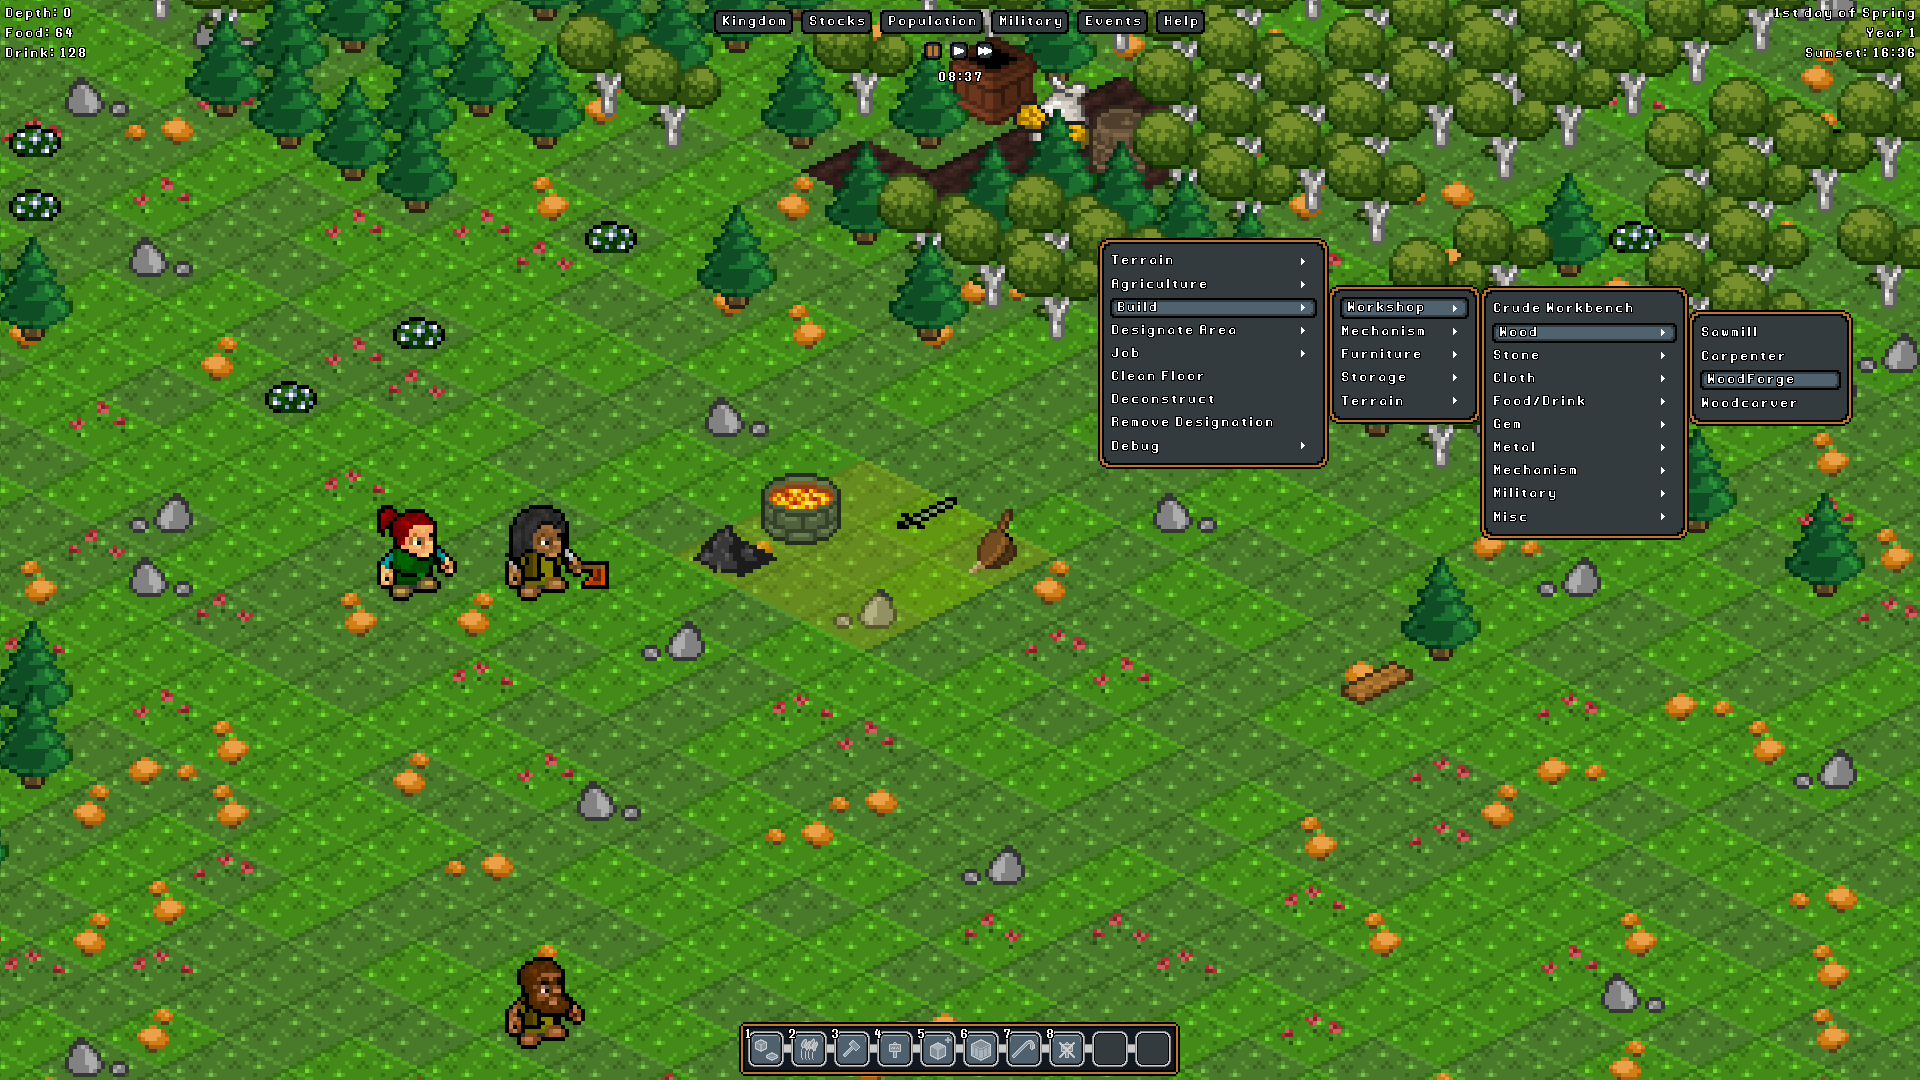 Depth: 0
Food: 64
Drink: 128
Kingdom
Stocks
Population
Military
Events
Help
08:37
1st day of Spring
Year 1
Sunset: 16:36
Terrain
Agriculture
Build
Designate Area
Job
Clean Floor
Deconstruct
Remove Designation
Debug
Workshop
Mechanism
Furniture
Storage
Terrain
Crude Workbench
Wood
Stone
Cloth
Food/Drink
Gem
Metal
Mechanism
Military
Misc
Sawmill
Carpenter
WoodForge
Woodcarver
1
2
3
4
5
6
7
8